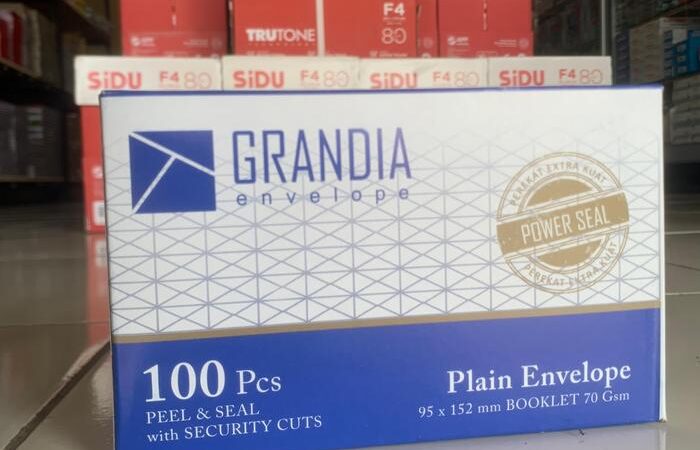 F4
TRUTONE
80
SiDU F4 80
SiDU F4 80
SiDU F4 80
SiDU F4 80
GRANDIA
envelope
PEREKAT EXTRA KUAT
POWER SEAL
PEREKAT EXTRA KUAT
100 Pcs
PEEL & SEAL
with SECURITY CUTS
Plain Envelope
95 x 152 mm BOOKLET 70 Gsm